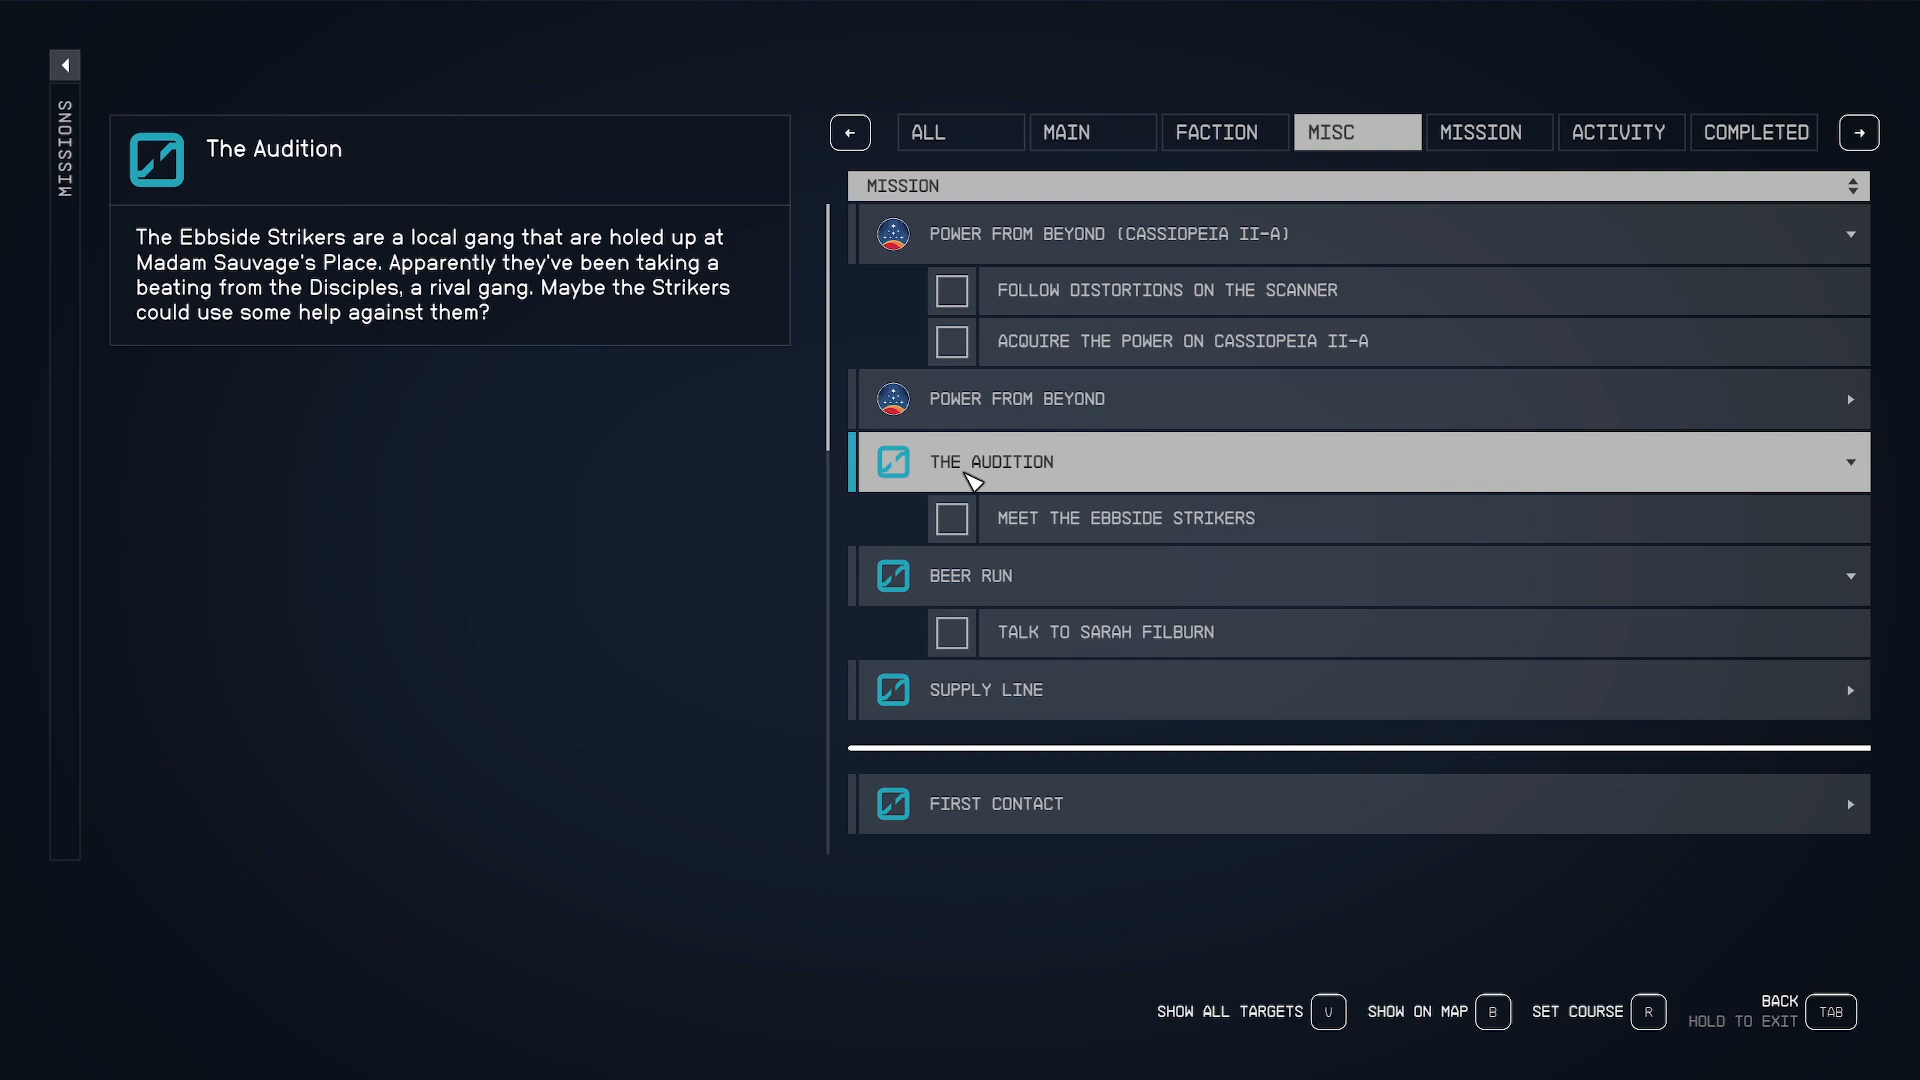 MISSIONS
The Audition
The Ebbside Strikers are a local gang that are holed up at
Madam Sauvage's Place. Apparently they've been taking a
beating from the Disciples, a rival gang. Maybe the Strikers
could use some help against them?
ALL
MAIN
FACTION
MISC
MISSION
ACTIVITY
COMPLETED
MISSION
POWER FROM BEYOND (CASSIOPEIA II-A)
FOLLOW DISTORTIONS ON THE SCANNER
ACQUIRE THE POWER ON CASSIOPEIA II-A
POWER FROM BEYOND
THE AUDITION
MEET THE EBBSIDE STRIKERS
BEER RUN
TALK TO SARAH FILBURN
SUPPLY LINE
FIRST CONTACT
SHOW ALL TARGETS V
SHOW ON MAP B
SET COURSE R
BACK
HOLD TO EXIT
TAB